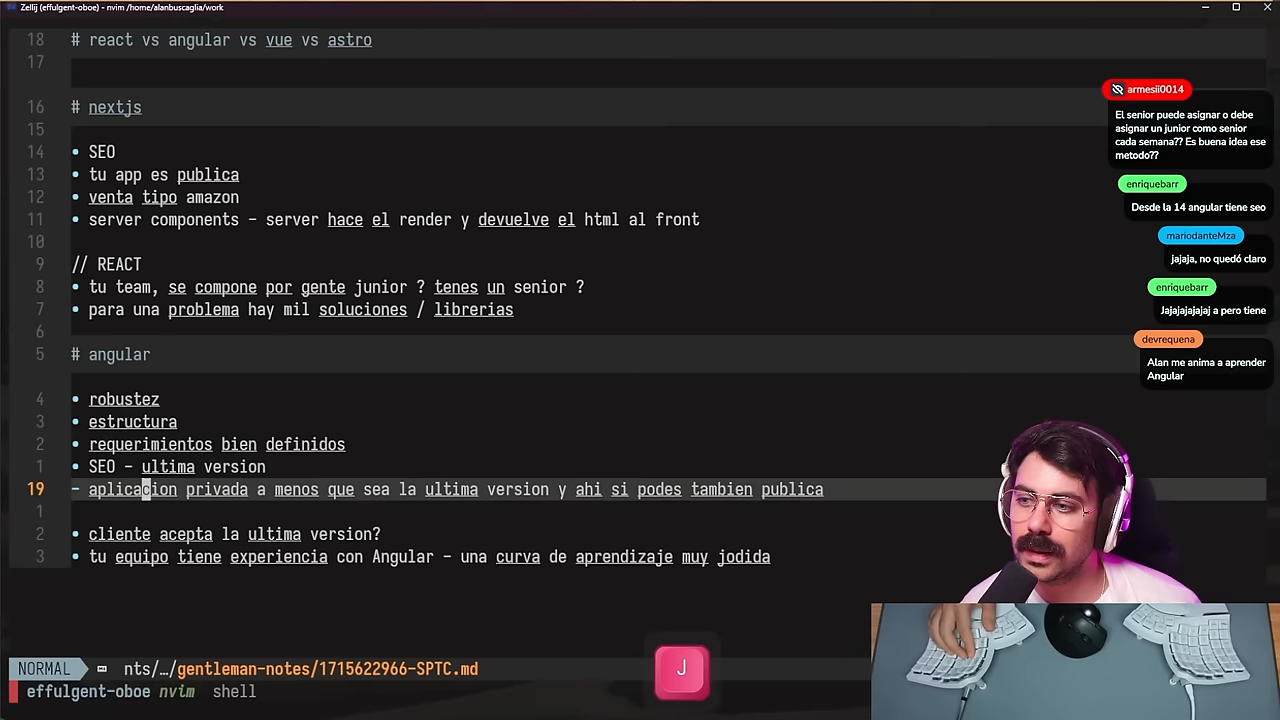 Zellij (effulgent-oboe) - nvim /home/alanbuscaglia/work
18 # react vs angular vs vue vs astro
17
16 # nextjs
15
14 • SEO
13 • tu app es publica
12 • venta tipo amazon
11 • server components - server hace el render y devuelve el html al front
10
9 // REACT
8 • tu team, se compone por gente junior ? tenes un senior ?
7 • para una problema hay mil soluciones / librerias
6
5 # angular
4 • robustez
3 • estructura
2 • requerimientos bien definidos
1 • SEO - ultima version
19 - aplicacion privada a menos que sea la ultima version y ahi si podes tambien publica
1
2 • cliente acepta la ultima version?
3 • tu equipo tiene experiencia con Angular - una curva de aprendizaje muy jodida
NORMAL nts/…/gentleman-notes/1715622966-SPTC.md
effulgent-oboe nvim shell
J
armesii0014
El senior puede asignar o debe
asignar un junior como senior
cada semana?? Es buena idea ese
metodo??
enriquebarr
Desde la 14 angular tiene seo
mariodanteMza
jajaja, no quedó claro
enriquebarr
Jajajajajaj a pero tiene
devrequena
Alan me anima a aprender
Angular